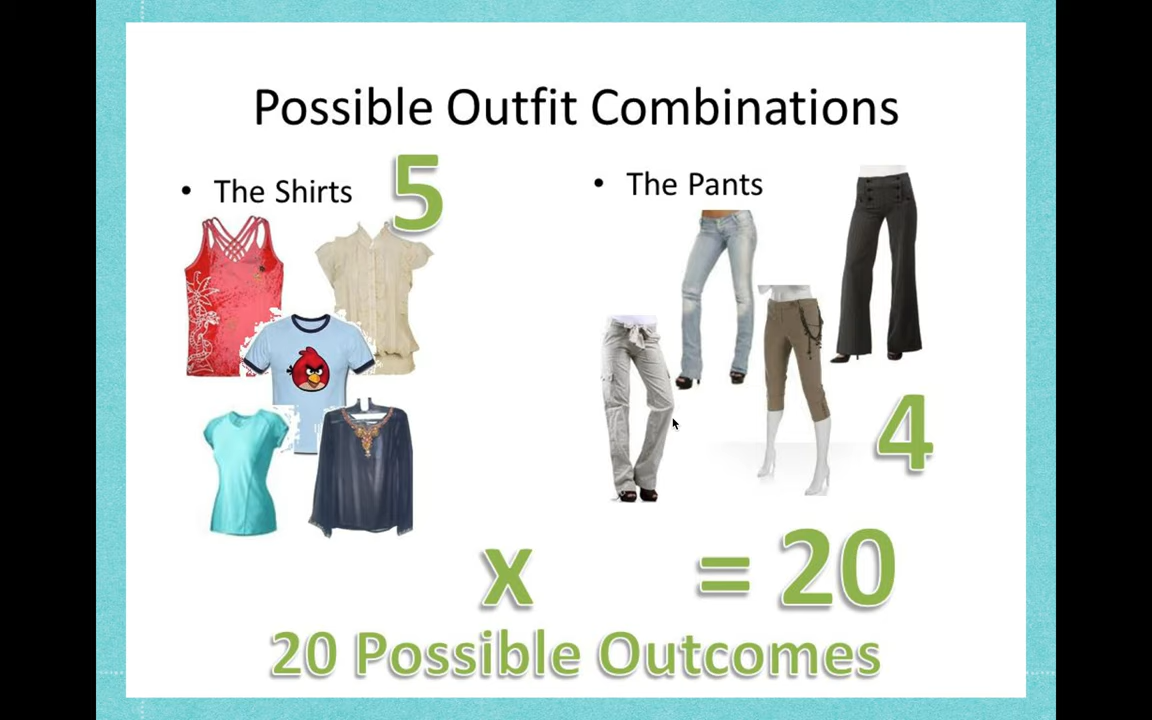 Possible Outfit Combinations
• The Shirts
5
• The Pants
4
x = 20
20 Possible Outcomes